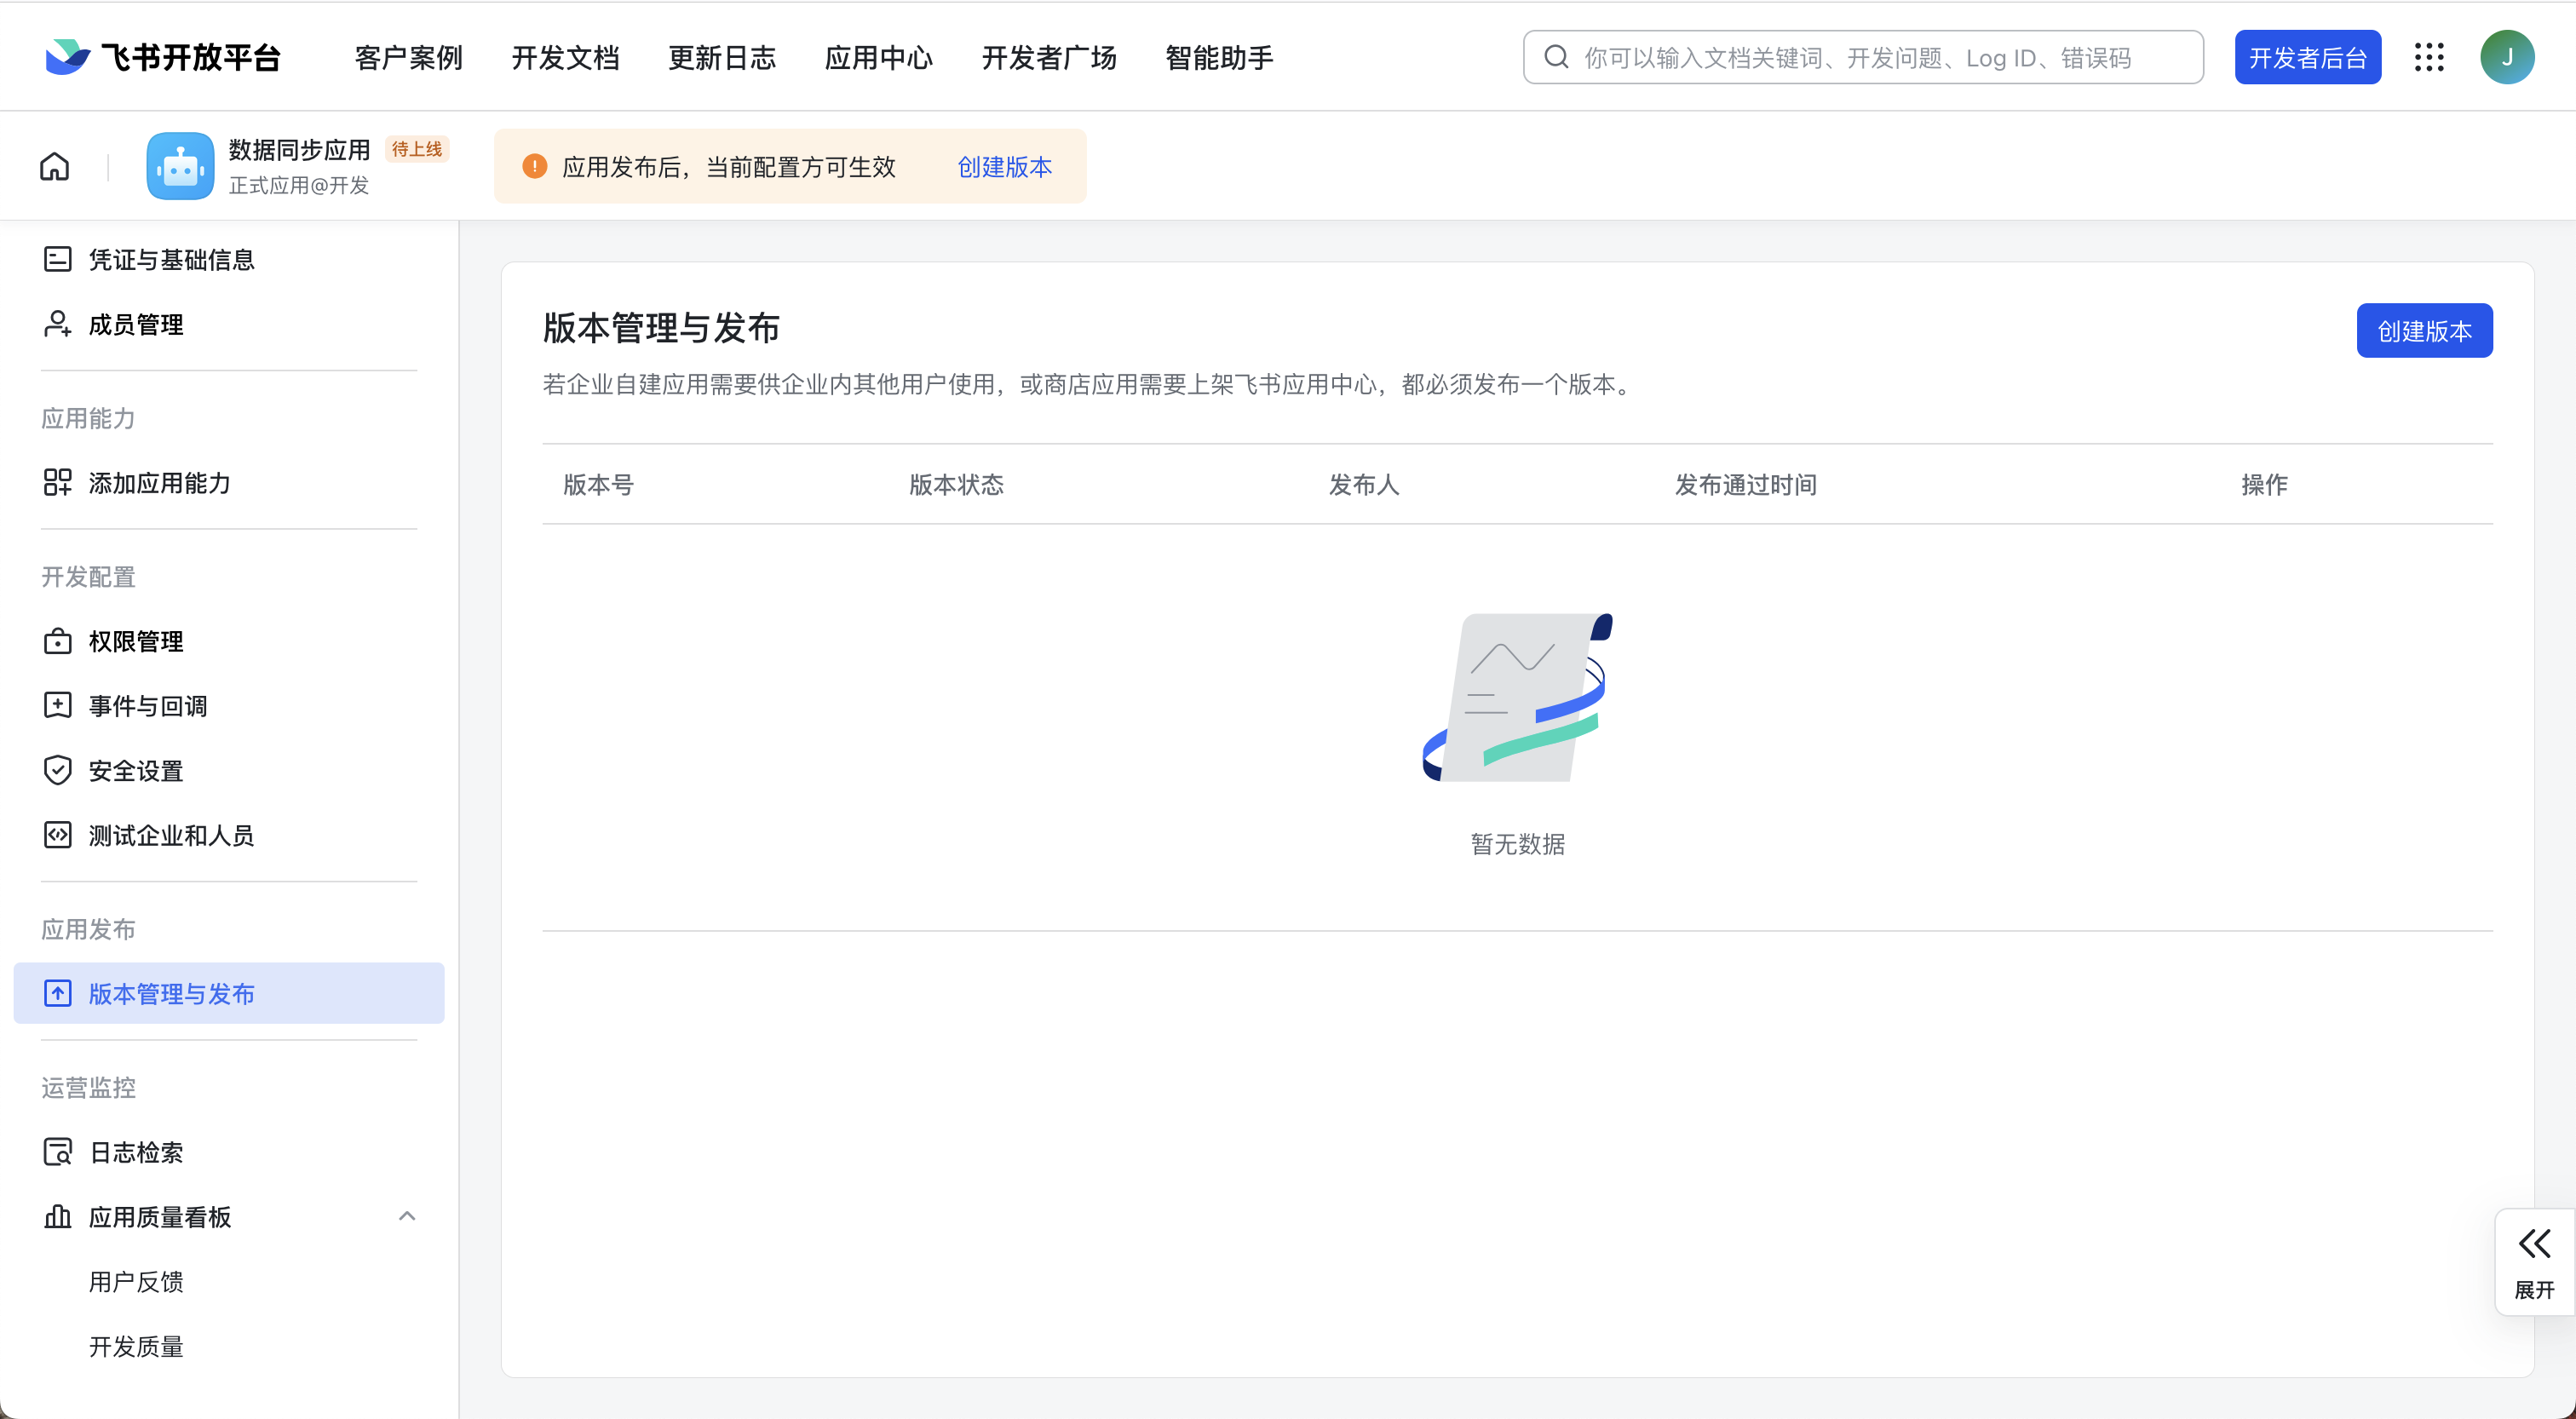 飞书开放平台
客户案例 开发文档 更新日志 应用中心 开发者广场 智能助手
你可以输入文档关键词、开发问题、Log ID、错误码
开发者后台
J
数据同步应用 待上线
正式应用@开发
应用发布后，当前配置方可生效 创建版本
凭证与基础信息
成员管理
应用能力
添加应用能力
开发配置
权限管理
事件与回调
安全设置
测试企业和人员
应用发布
版本管理与发布
运营监控
日志检索
应用质量看板
用户反馈
开发质量
版本管理与发布
创建版本
若企业自建应用需要供企业内其他用户使用，或商店应用需要上架飞书应用中心，都必须发布一个版本。
版本号 版本状态 发布人 发布通过时间 操作
暂无数据
展开